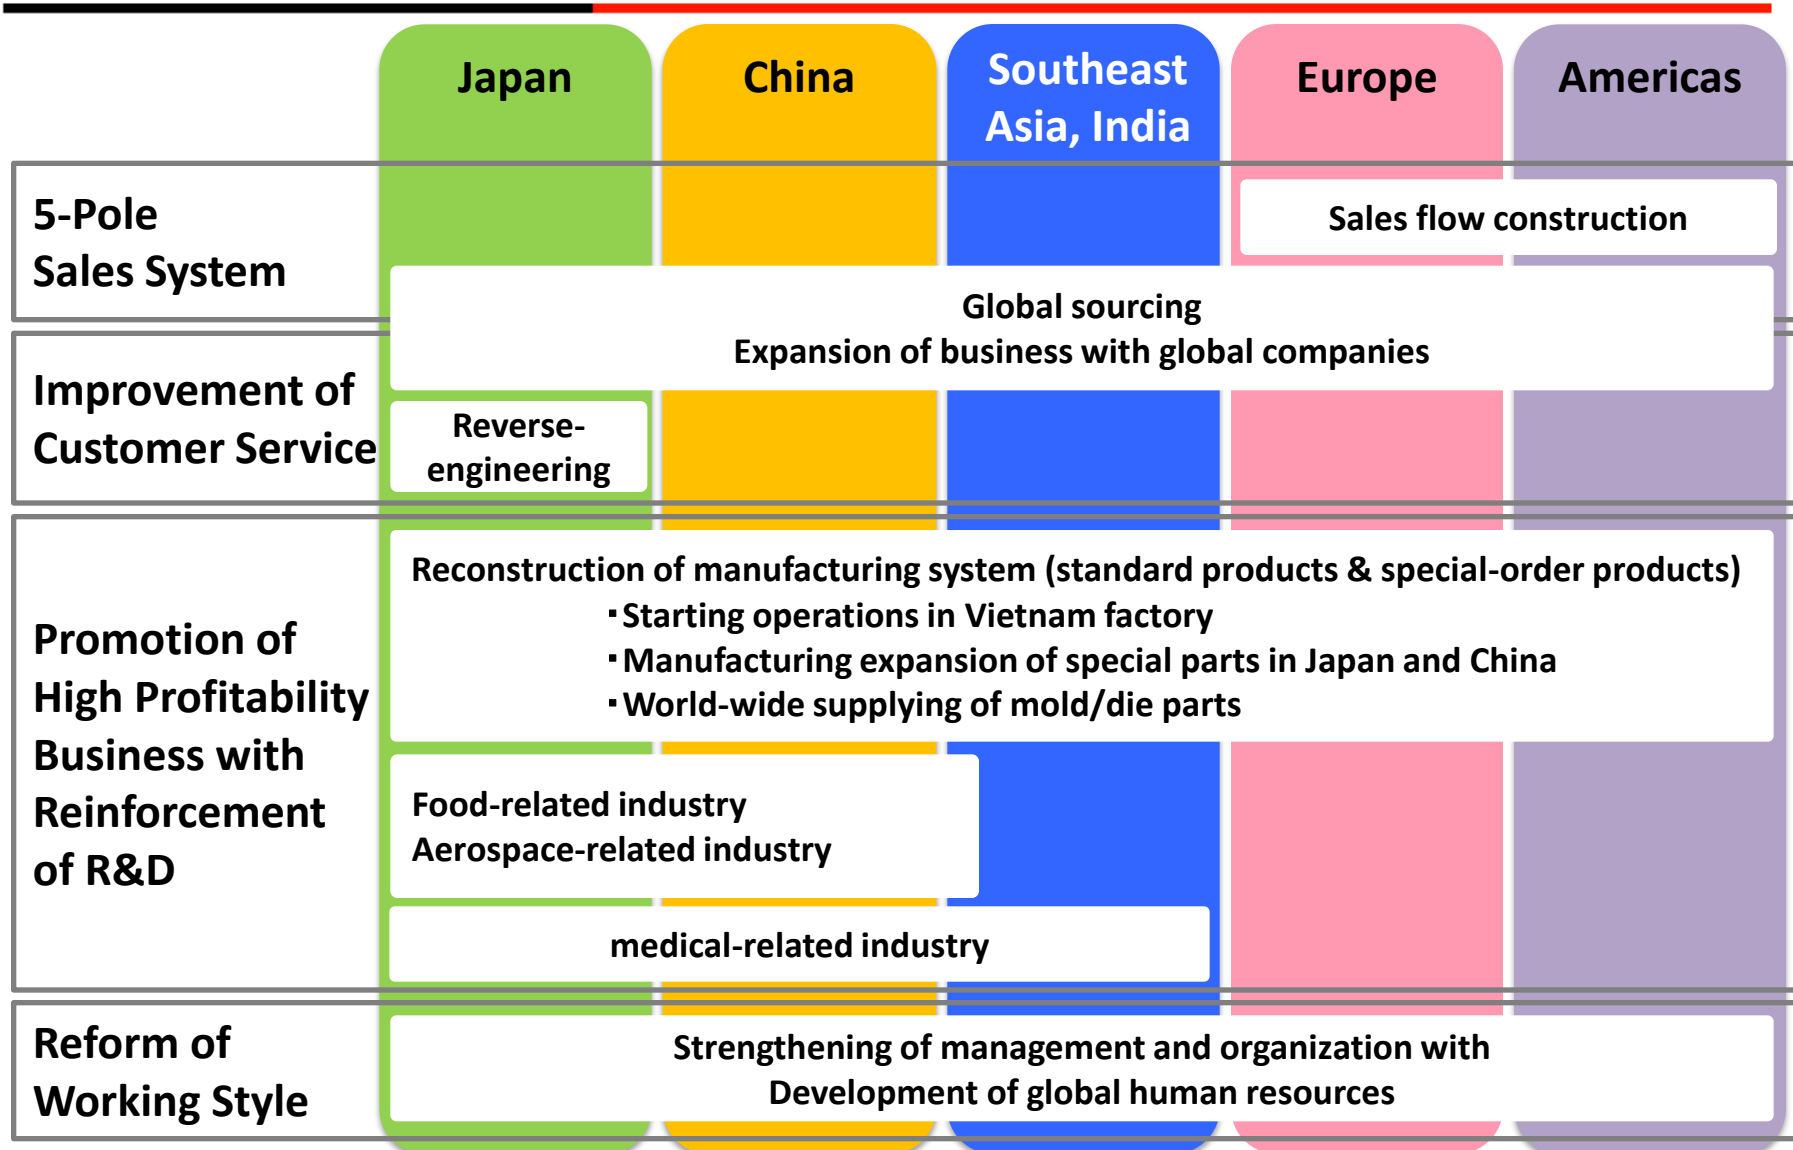 Japan
China
Southeast
Asia, India
Europe
Americas
5-Pole
Sales System
Sales flow construction
Global sourcing
Expansion of business with global companies
Improvement of
Customer Service
Reverse-
engineering
Promotion of
High Profitability
Business with
Reinforcement
of R&D
Reconstruction of manufacturing system (standard products & special-order products)
･Starting operations in Vietnam factory
･Manufacturing expansion of special parts in Japan and China
･World-wide supplying of mold/die parts
Food-related industry
Aerospace-related industry
medical-related industry
Reform of
Working Style
Strengthening of management and organization with
Development of global human resources